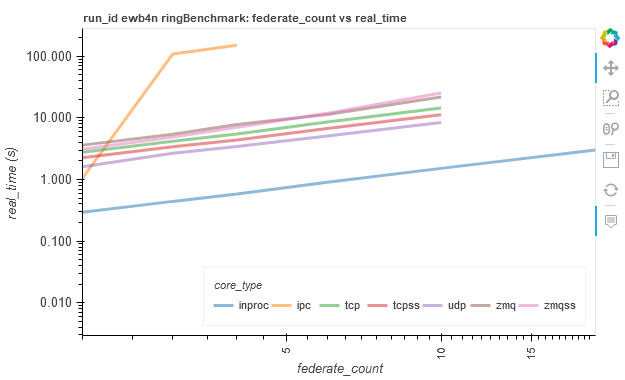 run_id ewb4n ringBenchmark: federate_count vs real_time
100.000
10.000
1.000
0.100
0.010
real_time (s)
core_type
inproc ipc tcp tcpss udp zmq zmqss
5 10 15
federate_count